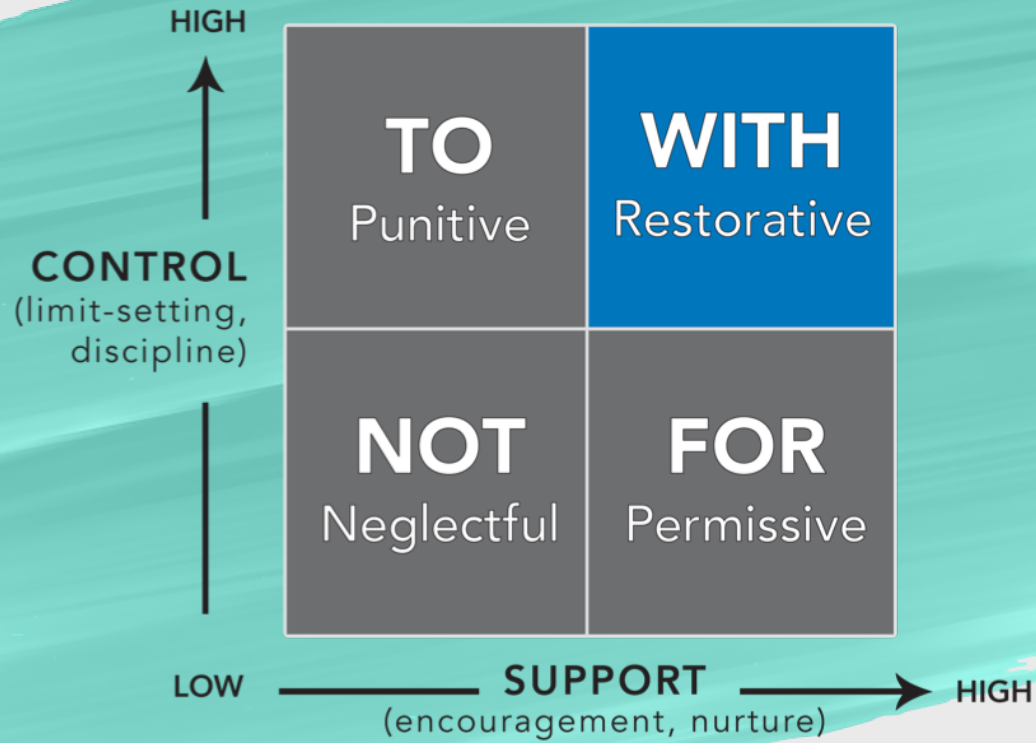 HIGH
TO
Punitive
WITH
Restorative
CONTROL
(limit-setting,
discipline)
NOT
Neglectful
FOR
Permissive
LOW
SUPPORT
HIGH
(encouragement, nurture)